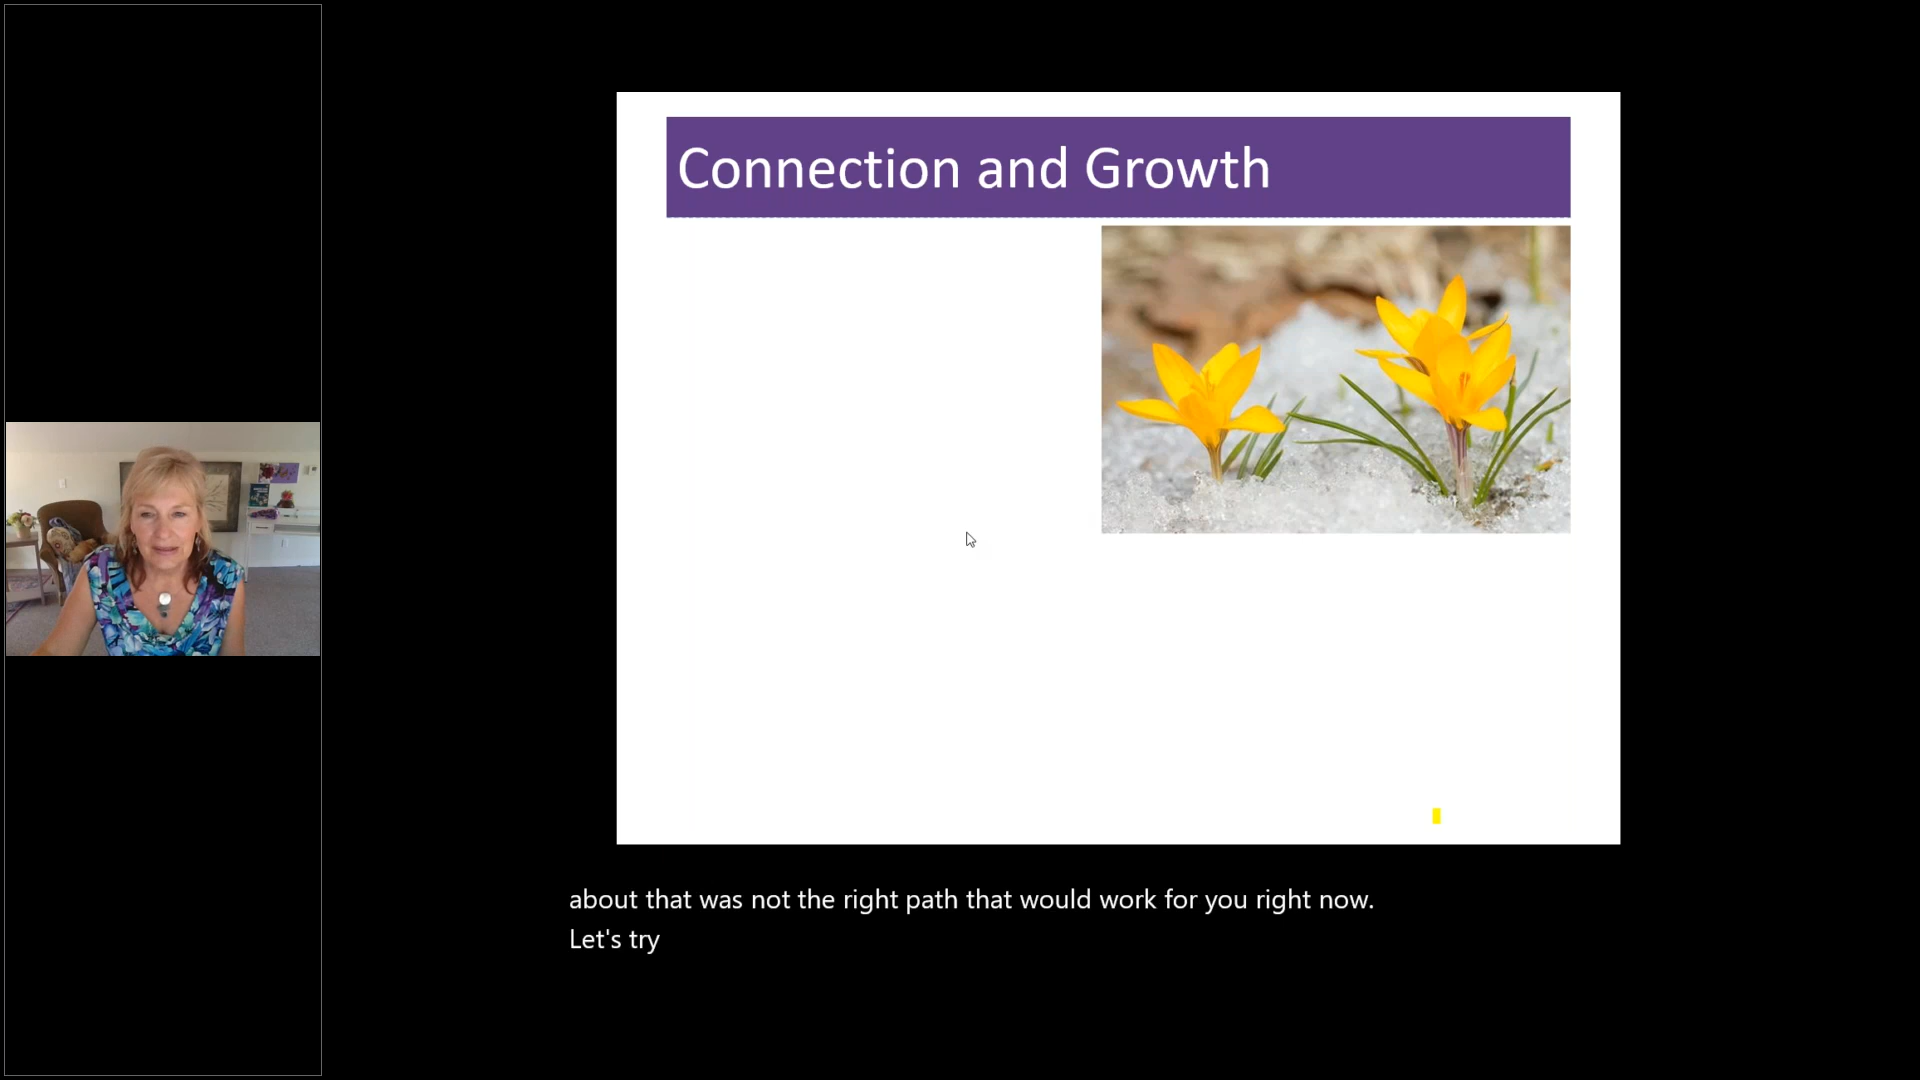 Connection and Growth
about that was not the right path that would work for you right now.
Let's try